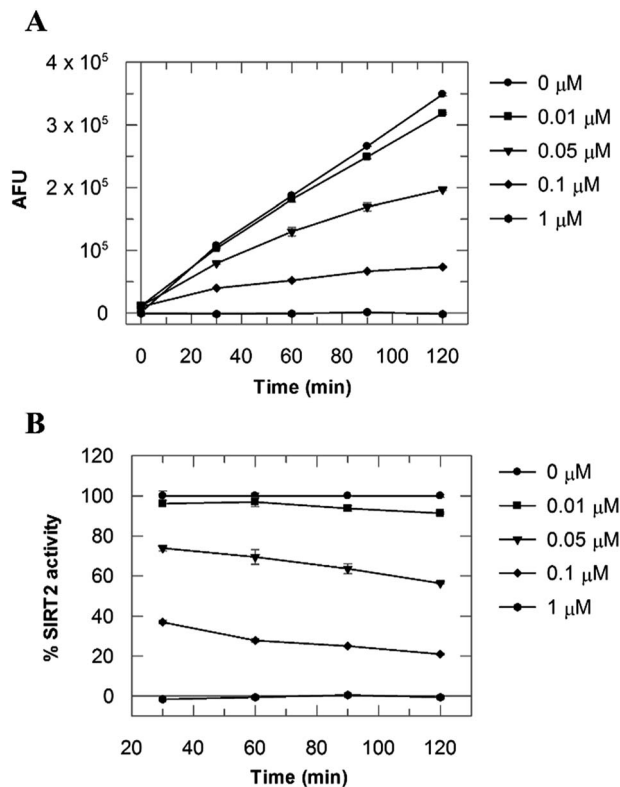 A
AFU
4 x 10⁵
3 x 10⁵
2 x 10⁵
10⁵
0
0 20 40 60 80 100 120
Time (min)
0 μM
0.01 μM
0.05 μM
0.1 μM
1 μM
B
% SIRT2 activity
120
100
80
60
40
20
0
20 40 60 80 100 120
Time (min)
0 μM
0.01 μM
0.05 μM
0.1 μM
1 μM